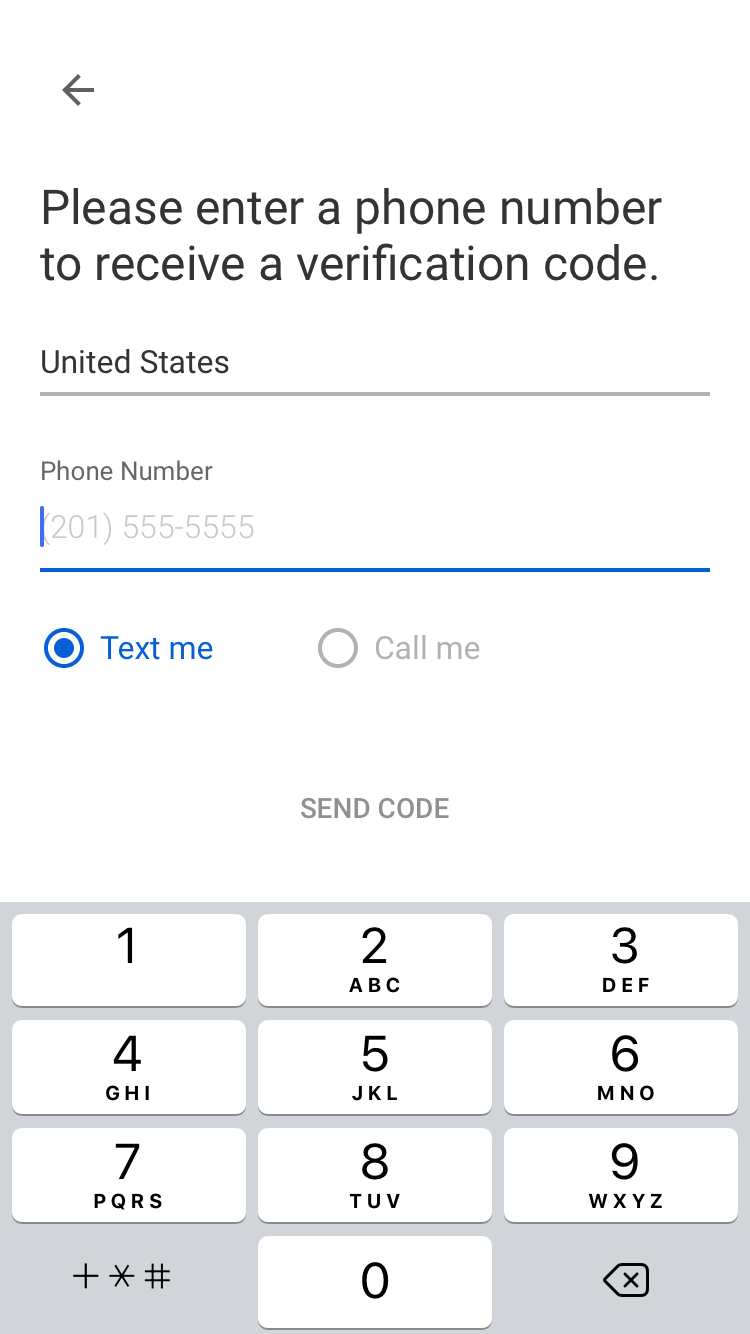 Please enter a phone number
to receive a verification code.
United States
Phone Number
(201) 555-5555
Text me
Call me
SEND CODE
1
2
ABC
3
DEF
4
GHI
5
JKL
6
MNO
7
PQRS
8
TUV
9
WXYZ
+*#
0